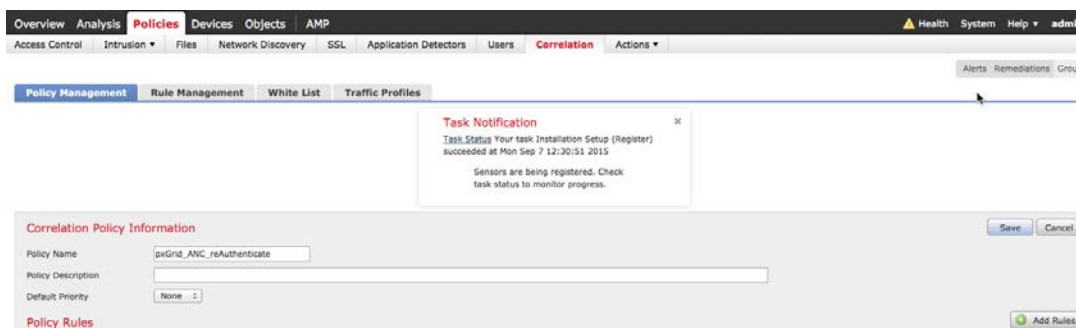 Overview Analysis Policies Devices Objects AMP Health System Help admi
Access Control Intrusion Files Network Discovery SSL Application Detectors Users Correlation Actions
Alerts Remediations Grou
Policy Management Rule Management White List Traffic Profiles
Task Notification
Task Status Your task Installation Setup (Register)
succeeded at Mon Sep 7 12:30:51 2015
Sensors are being registered. Check
task status to monitor progress.
Correlation Policy Information Save Cancel
Policy Name pxGrid_ANC_reAuthenticate
Policy Description
Default Priority None
Policy Rules Add Rules